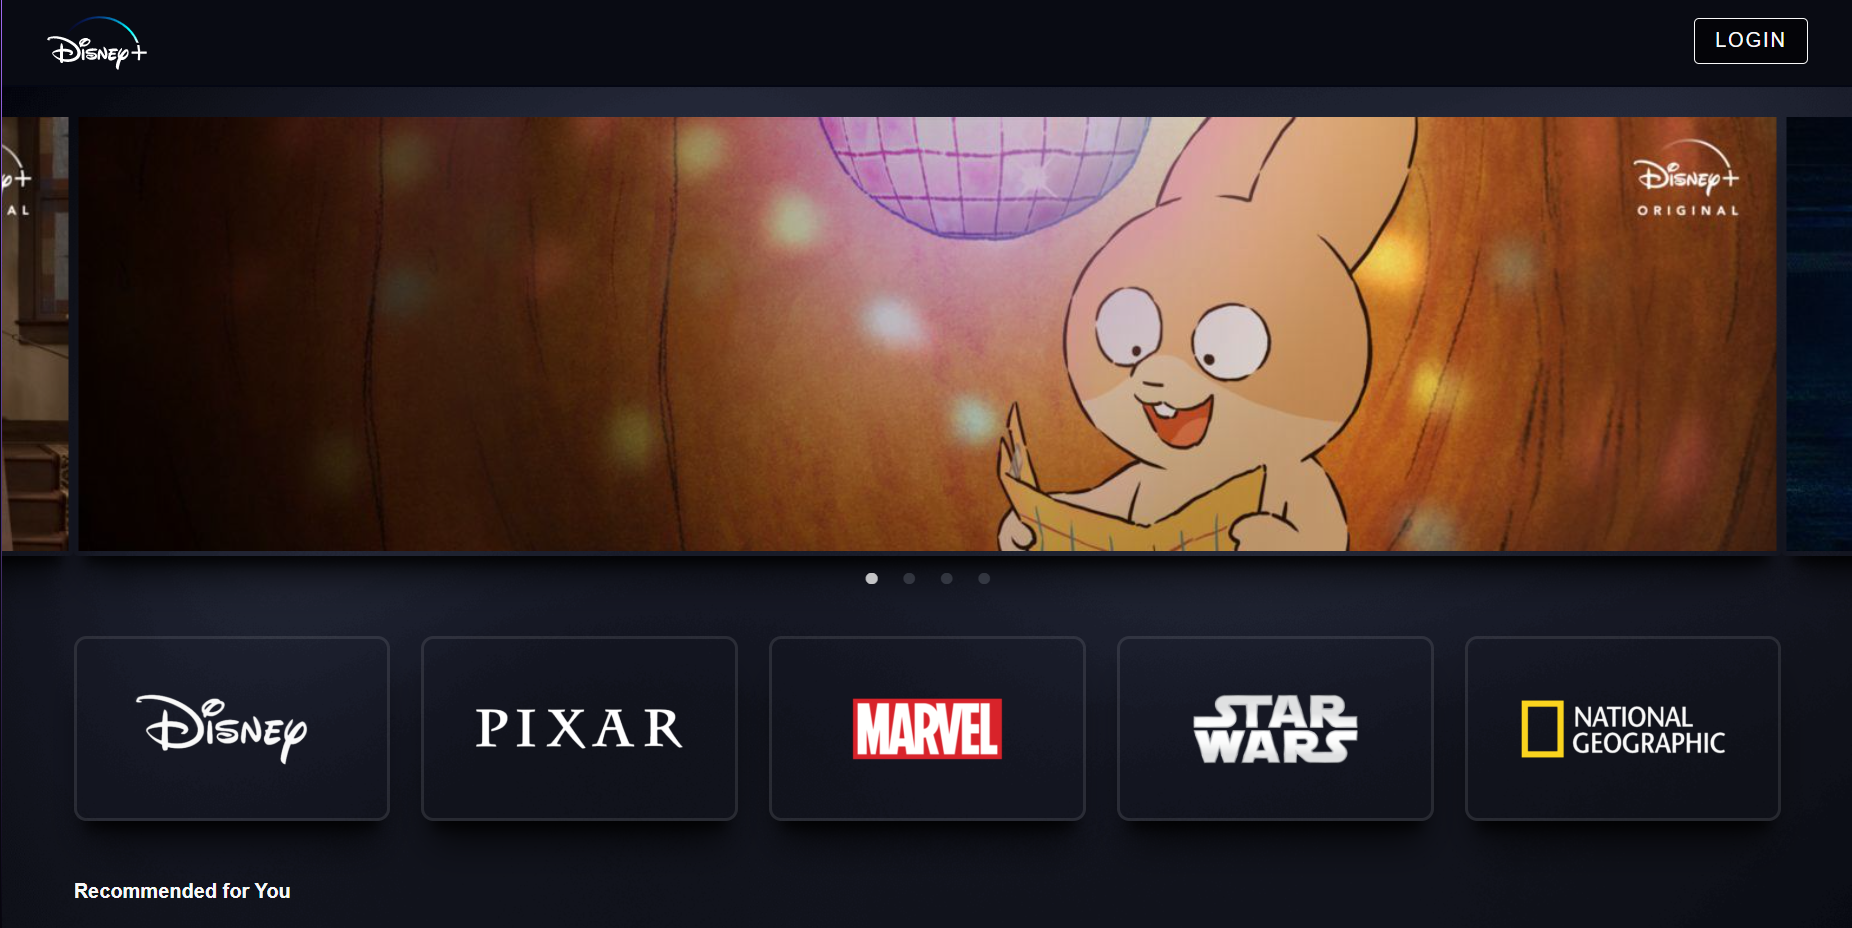 Disney+
LOGIN
AL
Disney+
ORIGINAL
Disney
PIXAR
MARVEL
STAR
WARS
NATIONAL
GEOGRAPHIC
Recommended for You